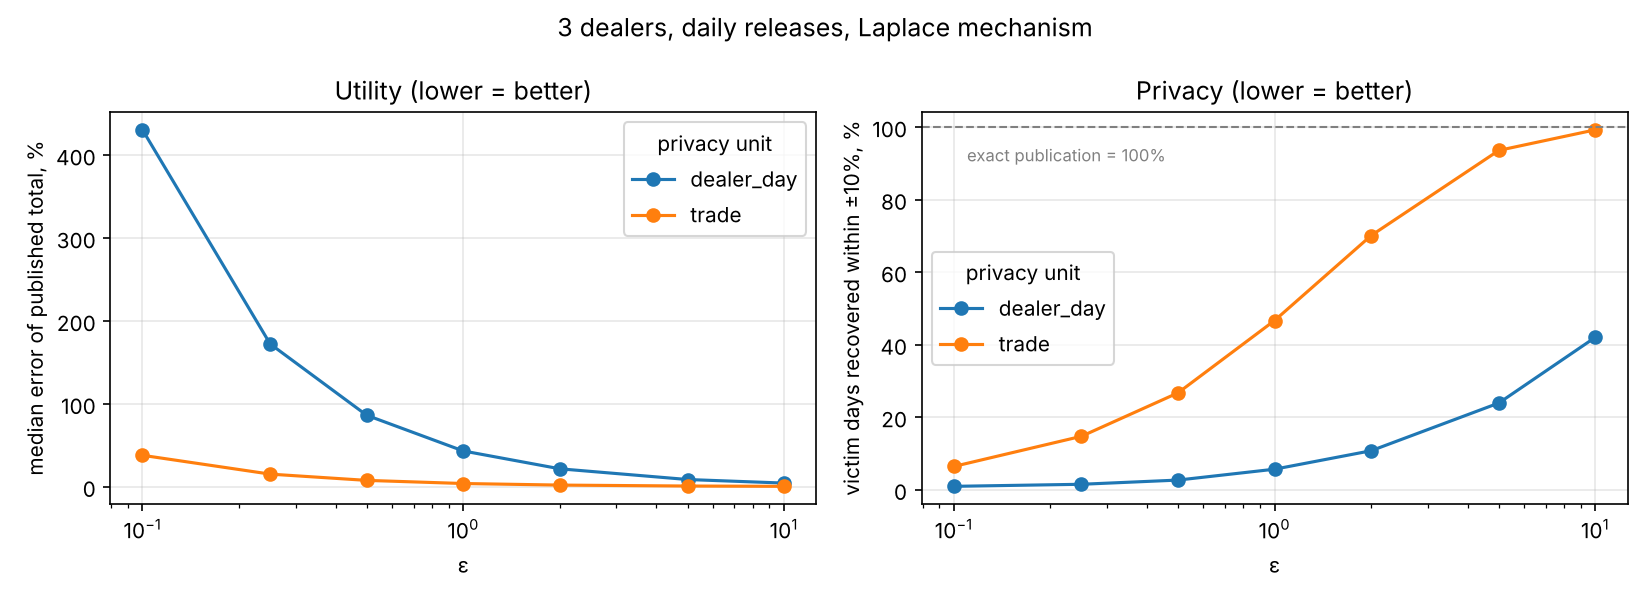 3 dealers, daily releases, Laplace mechanism
Utility (lower = better)
median error of published total, %
400
300
200
100
0
privacy unit
dealer_day
trade
10⁻¹
10⁰
10¹
ε
Privacy (lower = better)
victim days recovered within ±10%, %
100
80
60
40
20
0
exact publication = 100%
privacy unit
dealer_day
trade
10⁻¹
10⁰
10¹
ε